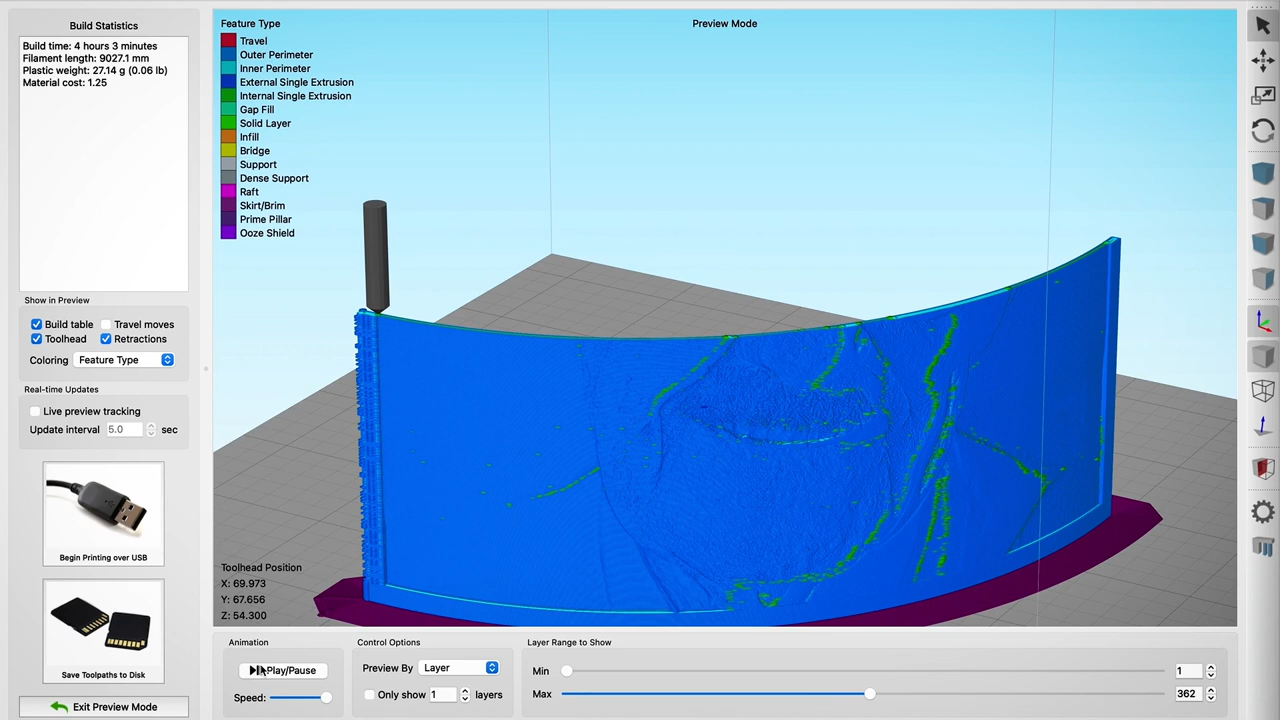 Build Statistics
Build time: 4 hours 3 minutes
Filament length: 9027.1 mm
Plastic weight: 27.14 g (0.06 lb)
Material cost: 1.25
Show in Preview
Build table
Travel moves
Toolhead
Retractions
Coloring
Feature Type
Real-time Updates
Live preview tracking
Update interval
5.0
sec
Begin Printing over USB
Save Toolpaths to Disk
Exit Preview Mode
Feature Type
Travel
Outer Perimeter
Inner Perimeter
External Single Extrusion
Internal Single Extrusion
Gap Fill
Solid Layer
Infill
Bridge
Support
Dense Support
Raft
Skirt/Brim
Prime Pillar
Ooze Shield
Preview Mode
Toolhead Position
X: 69.973
Y: 67.656
Z: 54.300
Animation
Play/Pause
Speed:
Control Options
Preview By
Layer
Only show
1
layers
Layer Range to Show
Min
1
Max
362